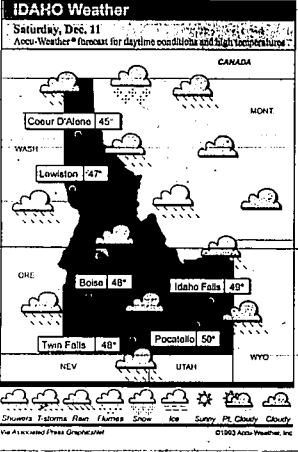 IDAHO Weather
Saturday, Dec. 11
Accu-Weather® forecast for daytime conditions and high temperatures
CANADA
MONT.
Coeur D'Alene 45°
WASH
Lewiston 47°
ORE
Boise 48°
Idaho Falls 49°
Twin Falls 48°
Pocatello 50°
WYO
NEV
UTAH
Showers T-storms Rain Flurries Snow Ice Sunny Pt. Cloudy Cloudy
Via Associated Press GraphicsNet
©1993 Accu-Weather, Inc.